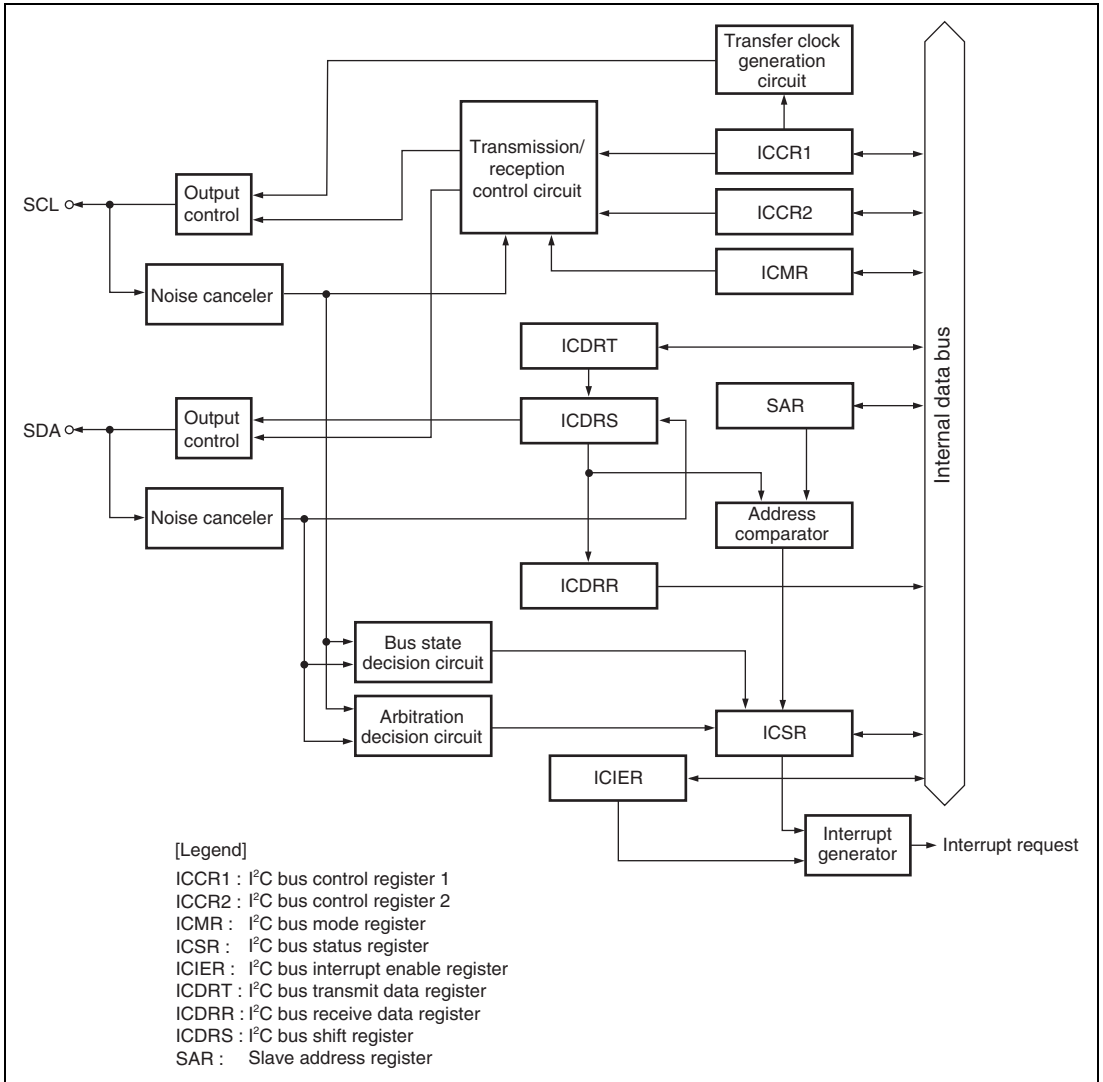 Transfer clock
generation
circuit
Transmission/
reception
control circuit
ICCR1
Output
control
SCL
ICCR2
Noise canceler
ICMR
Internal data bus
ICDRT
SAR
Output
control
SDA
ICDRS
Noise canceler
Address
comparator
ICDRR
Bus state
decision circuit
Arbitration
decision circuit
ICSR
ICIER
Interrupt
generator
Interrupt request
[Legend]
ICCR1 : I²C bus control register 1
ICCR2 : I²C bus control register 2
ICMR : I²C bus mode register
ICSR : I²C bus status register
ICIER : I²C bus interrupt enable register
ICDRT : I²C bus transmit data register
ICDRR : I²C bus receive data register
ICDRS : I²C bus shift register
SAR : Slave address register